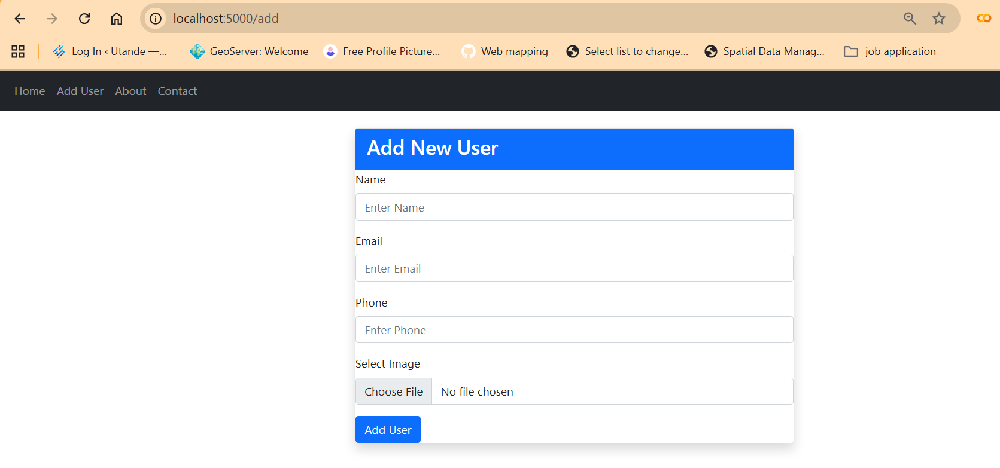 localhost:5000/add
Log In ‹ Utande —... GeoServer: Welcome Free Profile Picture... Web mapping Select list to change... Spatial Data Manag... job application
Home Add User About Contact
Add New User
Name
Enter Name
Email
Enter Email
Phone
Enter Phone
Select Image
Choose File No file chosen
Add User